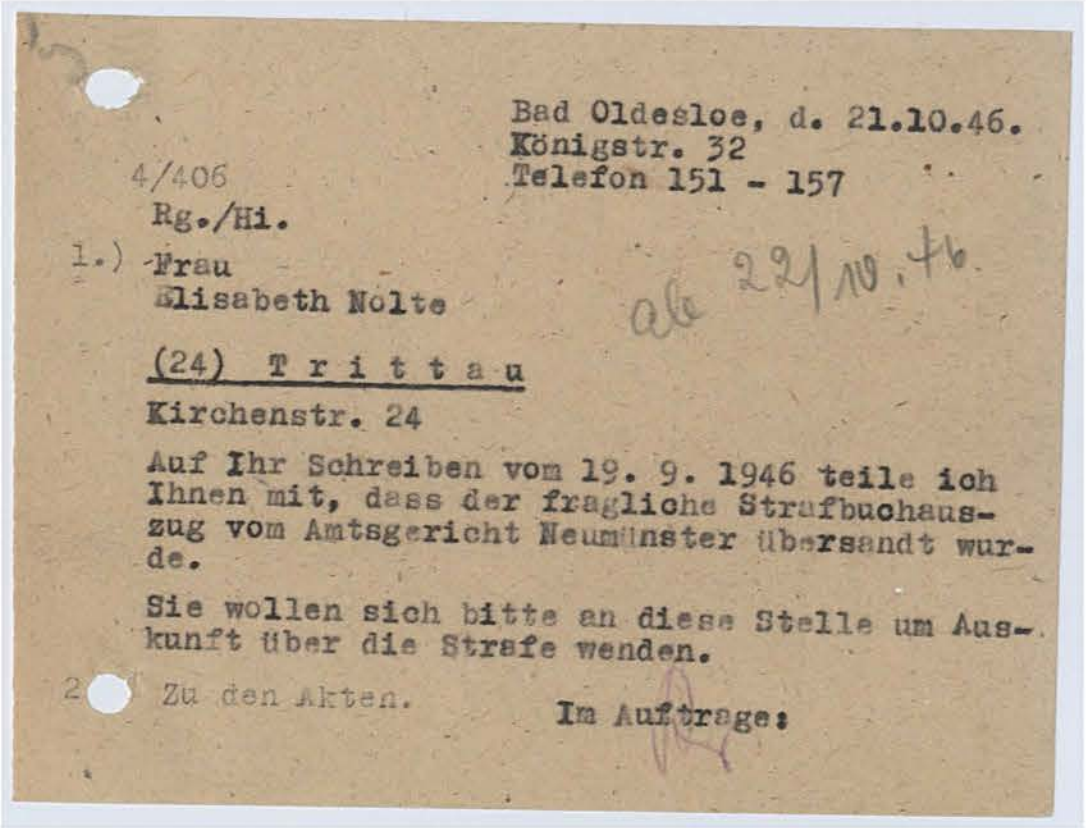 Bad Oldesloe, d. 21.10.46.
Königstr. 32
Telefon 151 - 157
4/406
Rg./Hi.
1.) Frau
Elisabeth Nolte
ab 22/10.46.
(24) Trittau
Kirchenstr. 24
Auf Ihr Schreiben vom 19. 9. 1946 teile ich
Ihnen mit, dass der fragliche Strafbuchaus-
zug vom Amtsgericht Neumünster übersandt wur-
de.
Sie wollen sich bitte an diese Stelle um Aus-
kunft über die Strafe wenden.
2 Zu den Akten.
Im Auftrage: